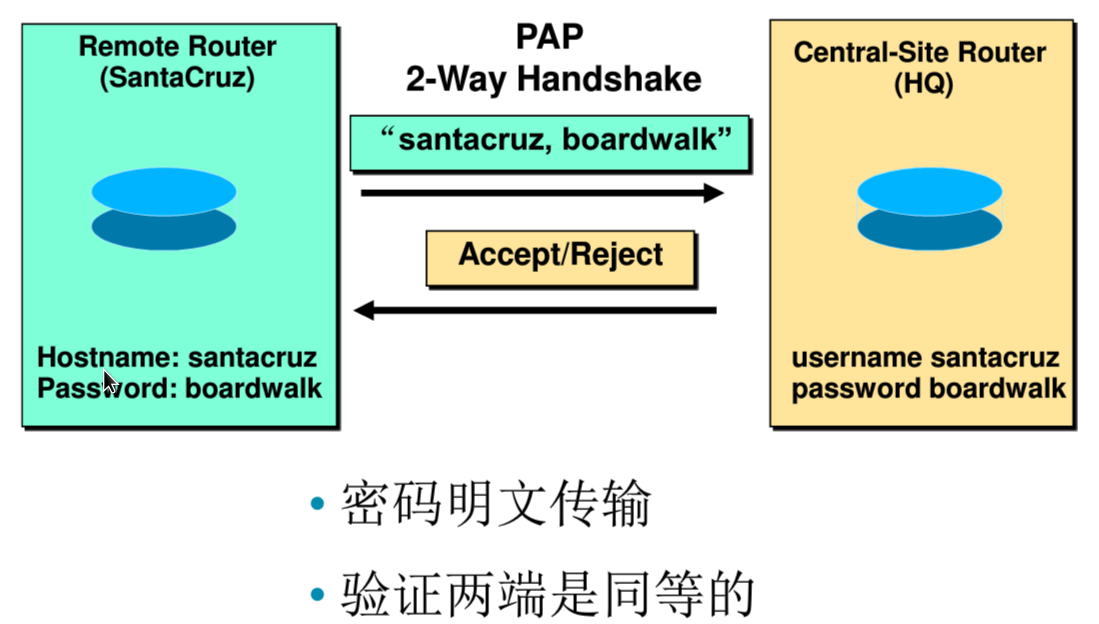 Remote Router
(SantaCruz)
PAP
2-Way Handshake
Central-Site Router
(HQ)
“santacruz, boardwalk”
Accept/Reject
Hostname: santacruz
Password: boardwalk
username santacruz
password boardwalk
• 密码明文传输
• 验证两端是同等的